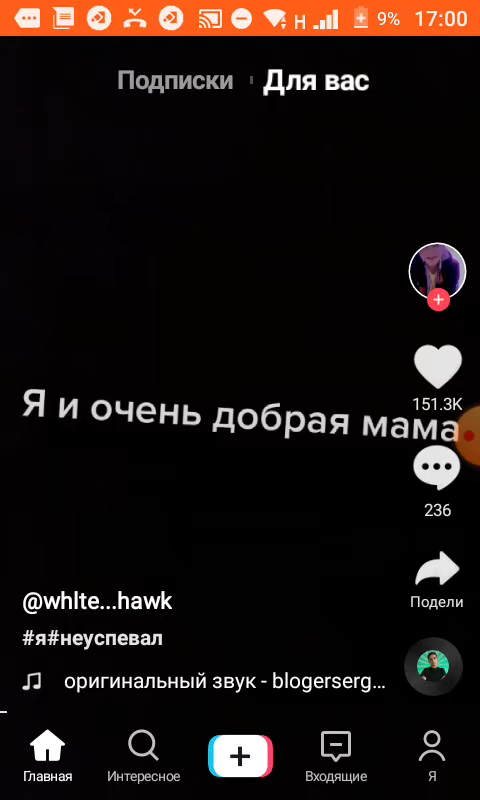 H 9% 17:00
Подписки Для вас
151.3K
Я и очень добрая мама
236
@whlte...hawk
Подели
#я#неуспевал
оригинальный звук - blogerserg...
Главная Интересное Входящие Я